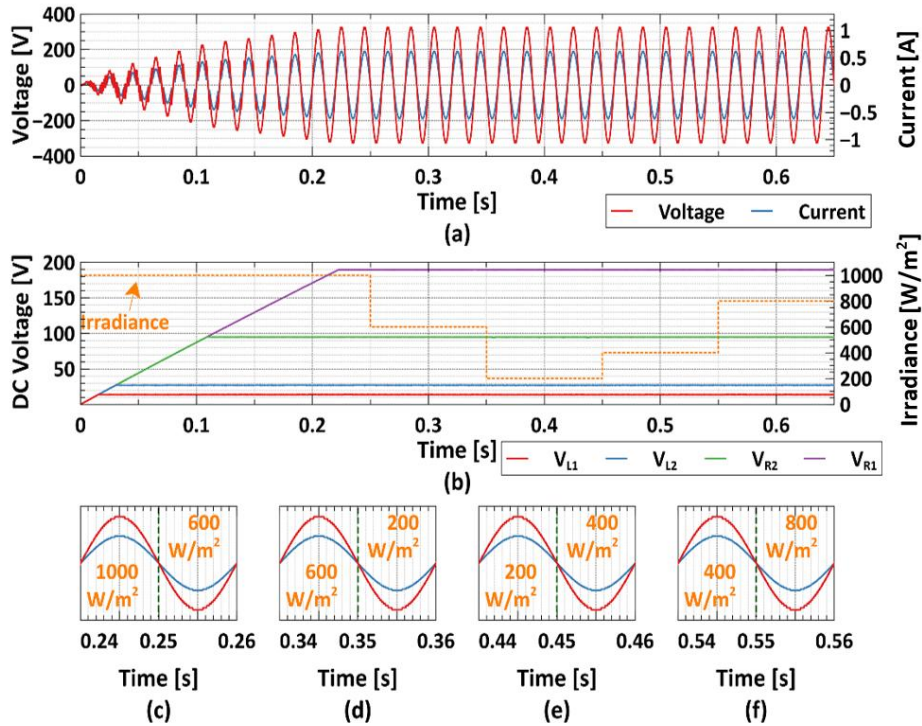 400
200
0
−200
−400
Voltage [V]
1
0.5
0
−0.5
−1
Current [A]
0 0.1 0.2 0.3 0.4 0.5 0.6
Time [s]
Voltage Current
(a)
200
150
100
50
DC Voltage [V]
Irradiance
1000
800
600
400
200
0
Irradiance [W/m²]
0 0.1 0.2 0.3 0.4 0.5 0.6
Time [s]
V_L1 V_L2 V_R2 V_R1
(b)
600
W/m²
1000
W/m²
0.24 0.25 0.26
Time [s]
(c)
200
W/m²
600
W/m²
0.34 0.35 0.36
Time [s]
(d)
400
W/m²
200
W/m²
0.44 0.45 0.46
Time [s]
(e)
800
W/m²
400
W/m²
0.54 0.55 0.56
Time [s]
(f)